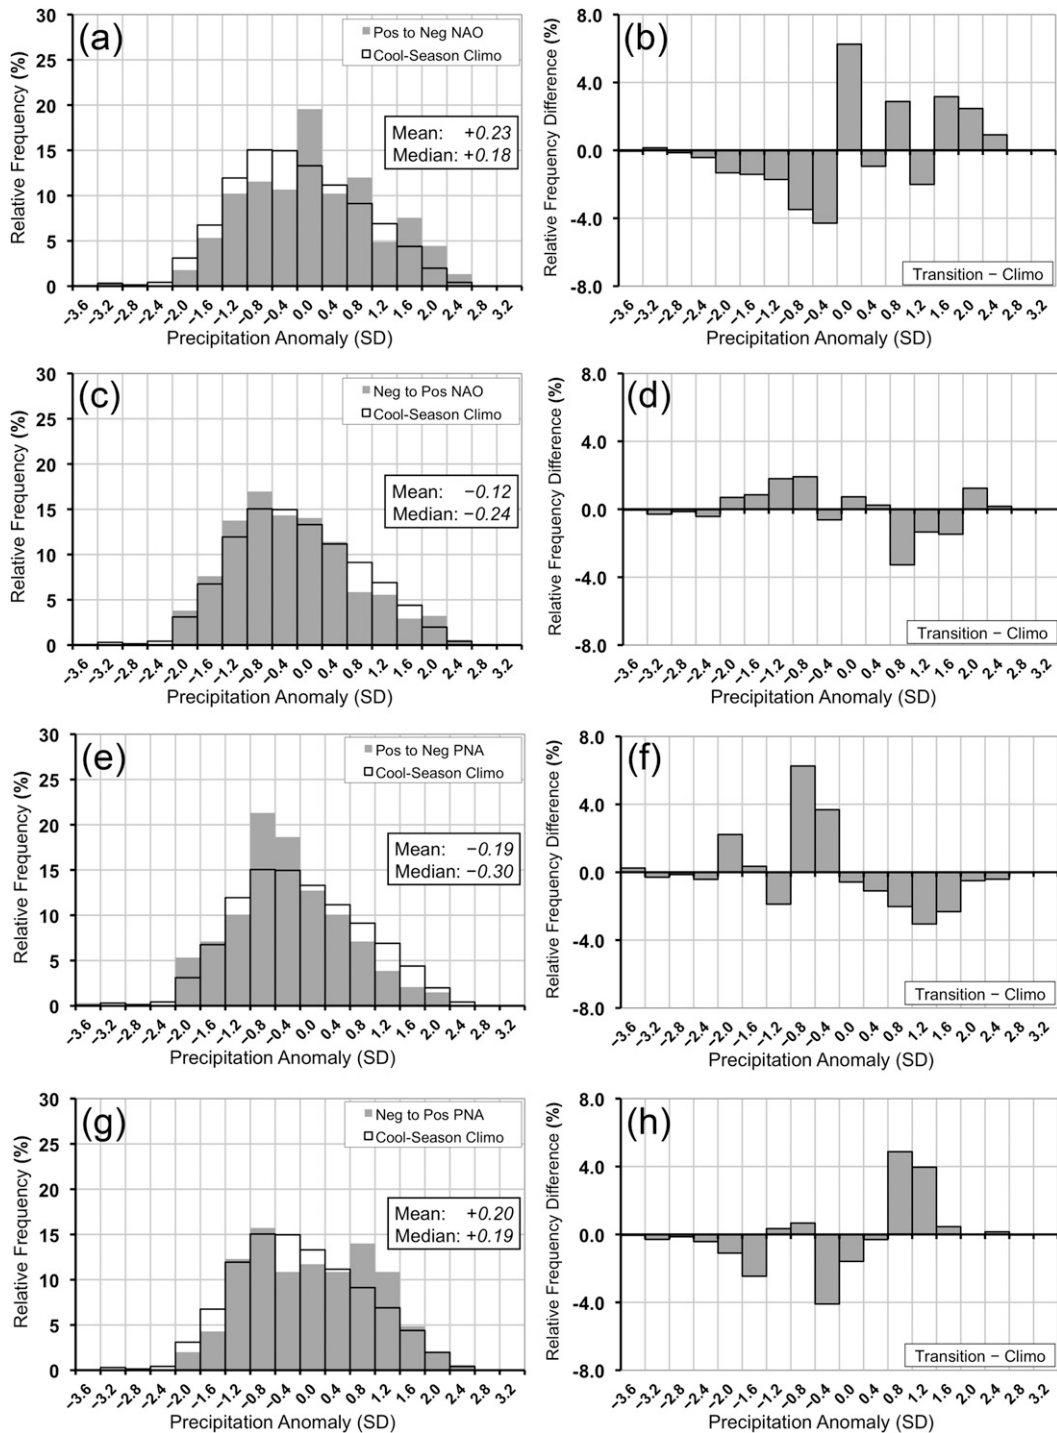 (a)
Pos to Neg NAO
Cool-Season Climo
Mean: +0.23
Median: +0.18
Relative Frequency (%)
30
25
20
15
10
5
0
−3.6 −3.2 −2.8 −2.4 −2.0 −1.6 −1.2 −0.8 −0.4 0.0 0.4 0.8 1.2 1.6 2.0 2.4 2.8 3.2
Precipitation Anomaly (SD)
(b)
Relative Frequency Difference (%)
8.0
4.0
0.0
-4.0
-8.0
Transition − Climo
−3.6 −3.2 −2.8 −2.4 −2.0 −1.6 −1.2 −0.8 −0.4 0.0 0.4 0.8 1.2 1.6 2.0 2.4 2.8 3.2
Precipitation Anomaly (SD)
(c)
Neg to Pos NAO
Cool-Season Climo
Mean: −0.12
Median: −0.24
Relative Frequency (%)
30
25
20
15
10
5
0
−3.6 −3.2 −2.8 −2.4 −2.0 −1.6 −1.2 −0.8 −0.4 0.0 0.4 0.8 1.2 1.6 2.0 2.4 2.8 3.2
Precipitation Anomaly (SD)
(d)
Relative Frequency Difference (%)
8.0
4.0
0.0
-4.0
-8.0
Transition − Climo
−3.6 −3.2 −2.8 −2.4 −2.0 −1.6 −1.2 −0.8 −0.4 0.0 0.4 0.8 1.2 1.6 2.0 2.4 2.8 3.2
Precipitation Anomaly (SD)
(e)
Pos to Neg PNA
Cool-Season Climo
Mean: −0.19
Median: −0.30
Relative Frequency (%)
30
25
20
15
10
5
0
−3.6 −3.2 −2.8 −2.4 −2.0 −1.6 −1.2 −0.8 −0.4 0.0 0.4 0.8 1.2 1.6 2.0 2.4 2.8 3.2
Precipitation Anomaly (SD)
(f)
Relative Frequency Difference (%)
8.0
4.0
0.0
-4.0
-8.0
Transition − Climo
−3.6 −3.2 −2.8 −2.4 −2.0 −1.6 −1.2 −0.8 −0.4 0.0 0.4 0.8 1.2 1.6 2.0 2.4 2.8 3.2
Precipitation Anomaly (SD)
(g)
Neg to Pos PNA
Cool-Season Climo
Mean: +0.20
Median: +0.19
Relative Frequency (%)
30
25
20
15
10
5
0
−3.6 −3.2 −2.8 −2.4 −2.0 −1.6 −1.2 −0.8 −0.4 0.0 0.4 0.8 1.2 1.6 2.0 2.4 2.8 3.2
Precipitation Anomaly (SD)
(h)
Relative Frequency Difference (%)
8.0
4.0
0.0
-4.0
-8.0
Transition − Climo
−3.6 −3.2 −2.8 −2.4 −2.0 −1.6 −1.2 −0.8 −0.4 0.0 0.4 0.8 1.2 1.6 2.0 2.4 2.8 3.2
Precipitation Anomaly (SD)